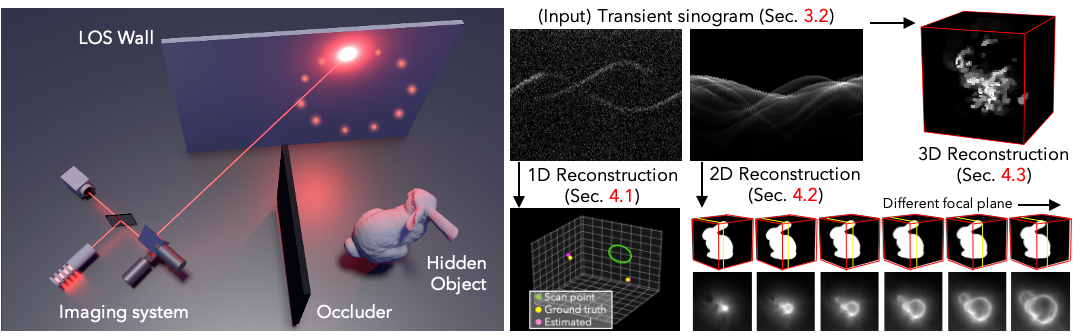 LOS Wall
Imaging system
Occluder
Hidden
Object
(Input) Transient sinogram (Sec. 3.2)
1D Reconstruction
(Sec. 4.1)
2D Reconstruction
(Sec. 4.2)
3D Reconstruction
(Sec. 4.3)
Different focal plane
Scan point
Ground truth
Estimated